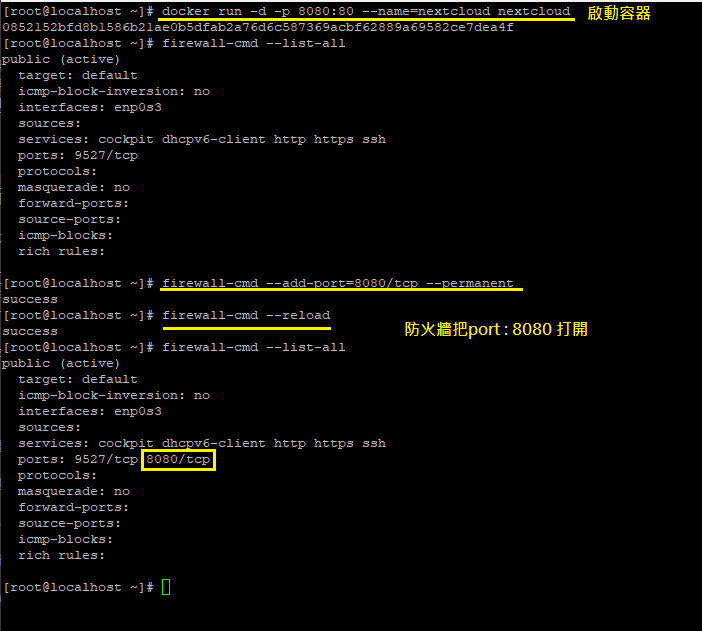 [root@localhost ~]# docker run -d -p 8080:80 --name=nextcloud nextcloud 啟動容器
0852152bfd8b1586b21ae0b5dfab2a76d6c587369acbf62889a69582ce7dea4f
[root@localhost ~]# firewall-cmd --list-all
public (active)
  target: default
  icmp-block-inversion: no
  interfaces: enp0s3
  sources:
  services: cockpit dhcpv6-client http https ssh
  ports: 9527/tcp
  protocols:
  masquerade: no
  forward-ports:
  source-ports:
  icmp-blocks:
  rich rules:
[root@localhost ~]# firewall-cmd --add-port=8080/tcp --permanent
success
[root@localhost ~]# firewall-cmd --reload
success 防火牆把port : 8080 打開
[root@localhost ~]# firewall-cmd --list-all
public (active)
  target: default
  icmp-block-inversion: no
  interfaces: enp0s3
  sources:
  services: cockpit dhcpv6-client http https ssh
  ports: 9527/tcp 8080/tcp
  protocols:
  masquerade: no
  forward-ports:
  source-ports:
  icmp-blocks:
  rich rules:
[root@localhost ~]#